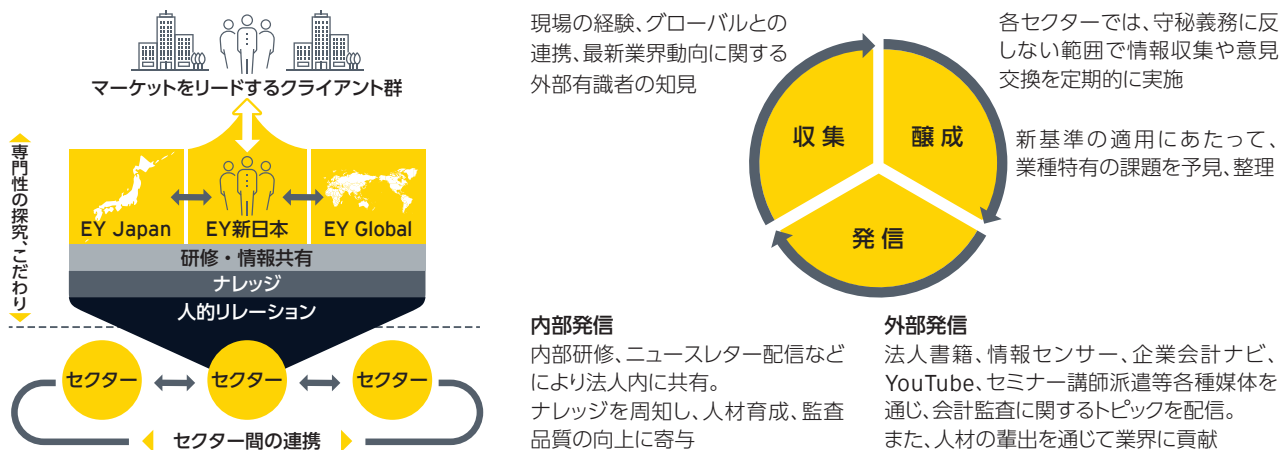 マーケットをリードするクライアント群
専門性の探究、こだわり
EY Japan
EY新日本
EY Global
研修・情報共有
ナレッジ
人的リレーション
セクター
セクター
セクター
セクター間の連携
現場の経験、グローバルとの
連携、最新業界動向に関する
外部有識者の知見
各セクターでは、守秘義務に反
しない範囲で情報収集や意見
交換を定期的に実施
新基準の適用にあたって、
業種特有の課題を予見、整理
収集
醸成
発信
内部発信
内部研修、ニュースレター配信など
により法人内に共有。
ナレッジを周知し、人材育成、監査
品質の向上に寄与
外部発信
法人書籍、情報センサー、企業会計ナビ、
YouTube、セミナー講師派遣等各種媒体を
通じ、会計監査に関するトピックを配信。
また、人材の輩出を通じて業界に貢献